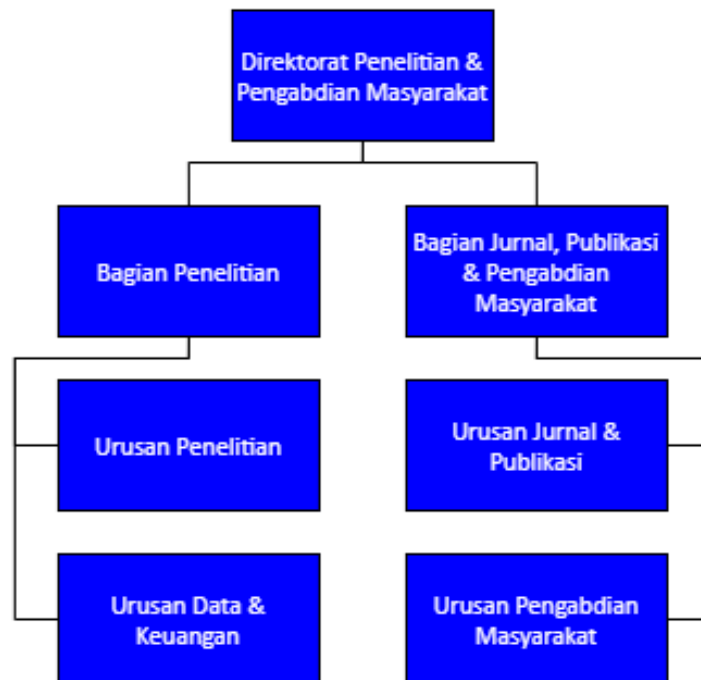 Direktorat Penelitian &
Pengabdian Masyarakat
Bagian Penelitian
Bagian Jurnal, Publikasi
& Pengabdian
Masyarakat
Urusan Penelitian
Urusan Jurnal &
Publikasi
Urusan Data &
Keuangan
Urusan Pengabdian
Masyarakat